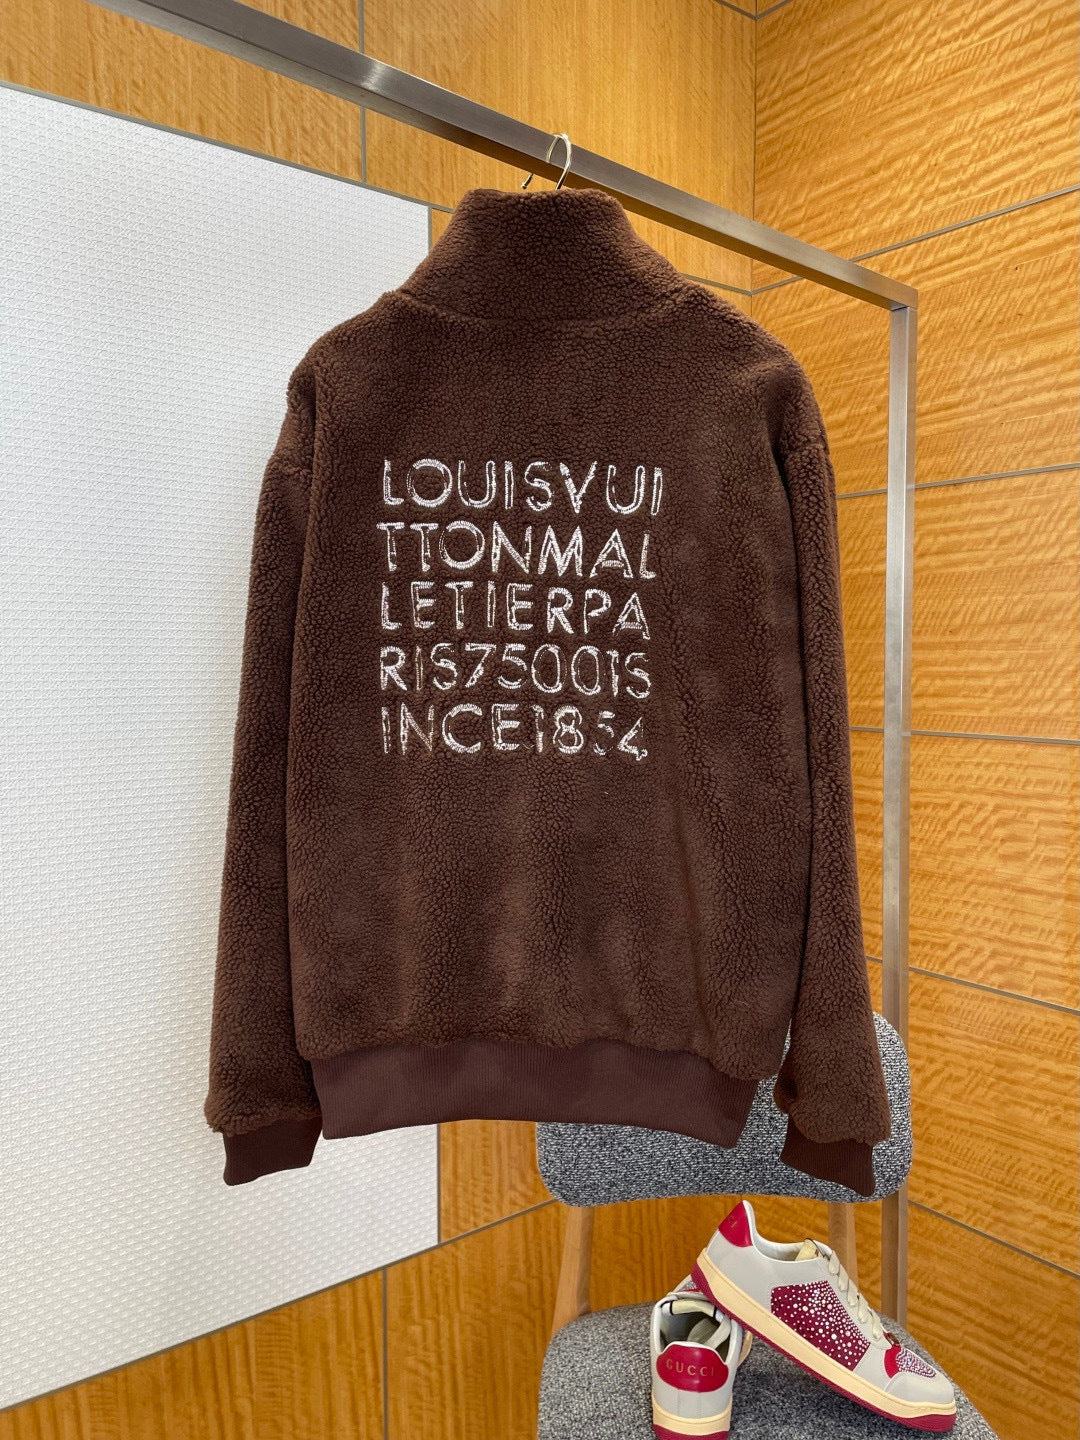 LOUISVUI
TTONMAL
LETIERPA
RIS75001S
INCE1854
GUCCI